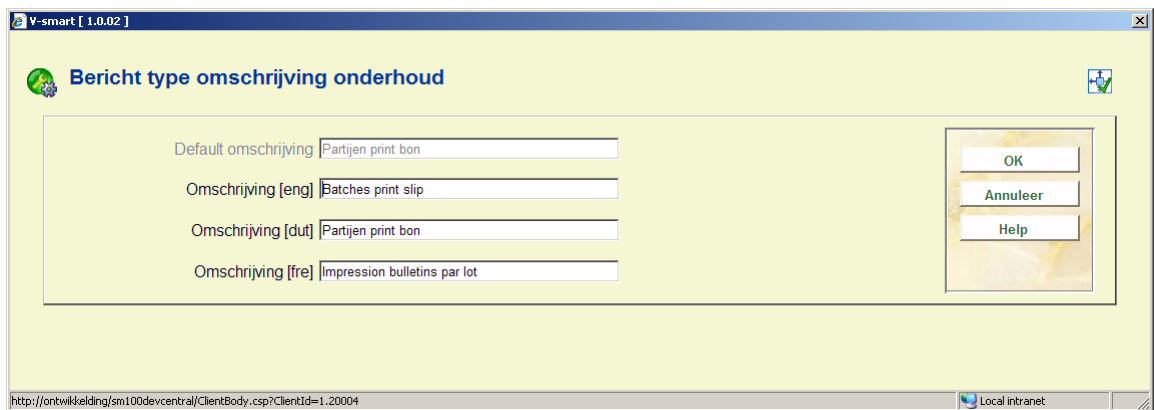 V-smart [ 1.0.02 ]
Bericht type omschrijving onderhoud
Default omschrijving Partijen print bon
Omschrijving [eng] Batches print slip
Omschrijving [dut] Partijen print bon
Omschrijving [fre] Impression bulletins par lot
OK
Annuleer
Help
http://ontwikkelding/sm100devcentral/ClientBody.csp?ClientId=1.20004 Local intranet